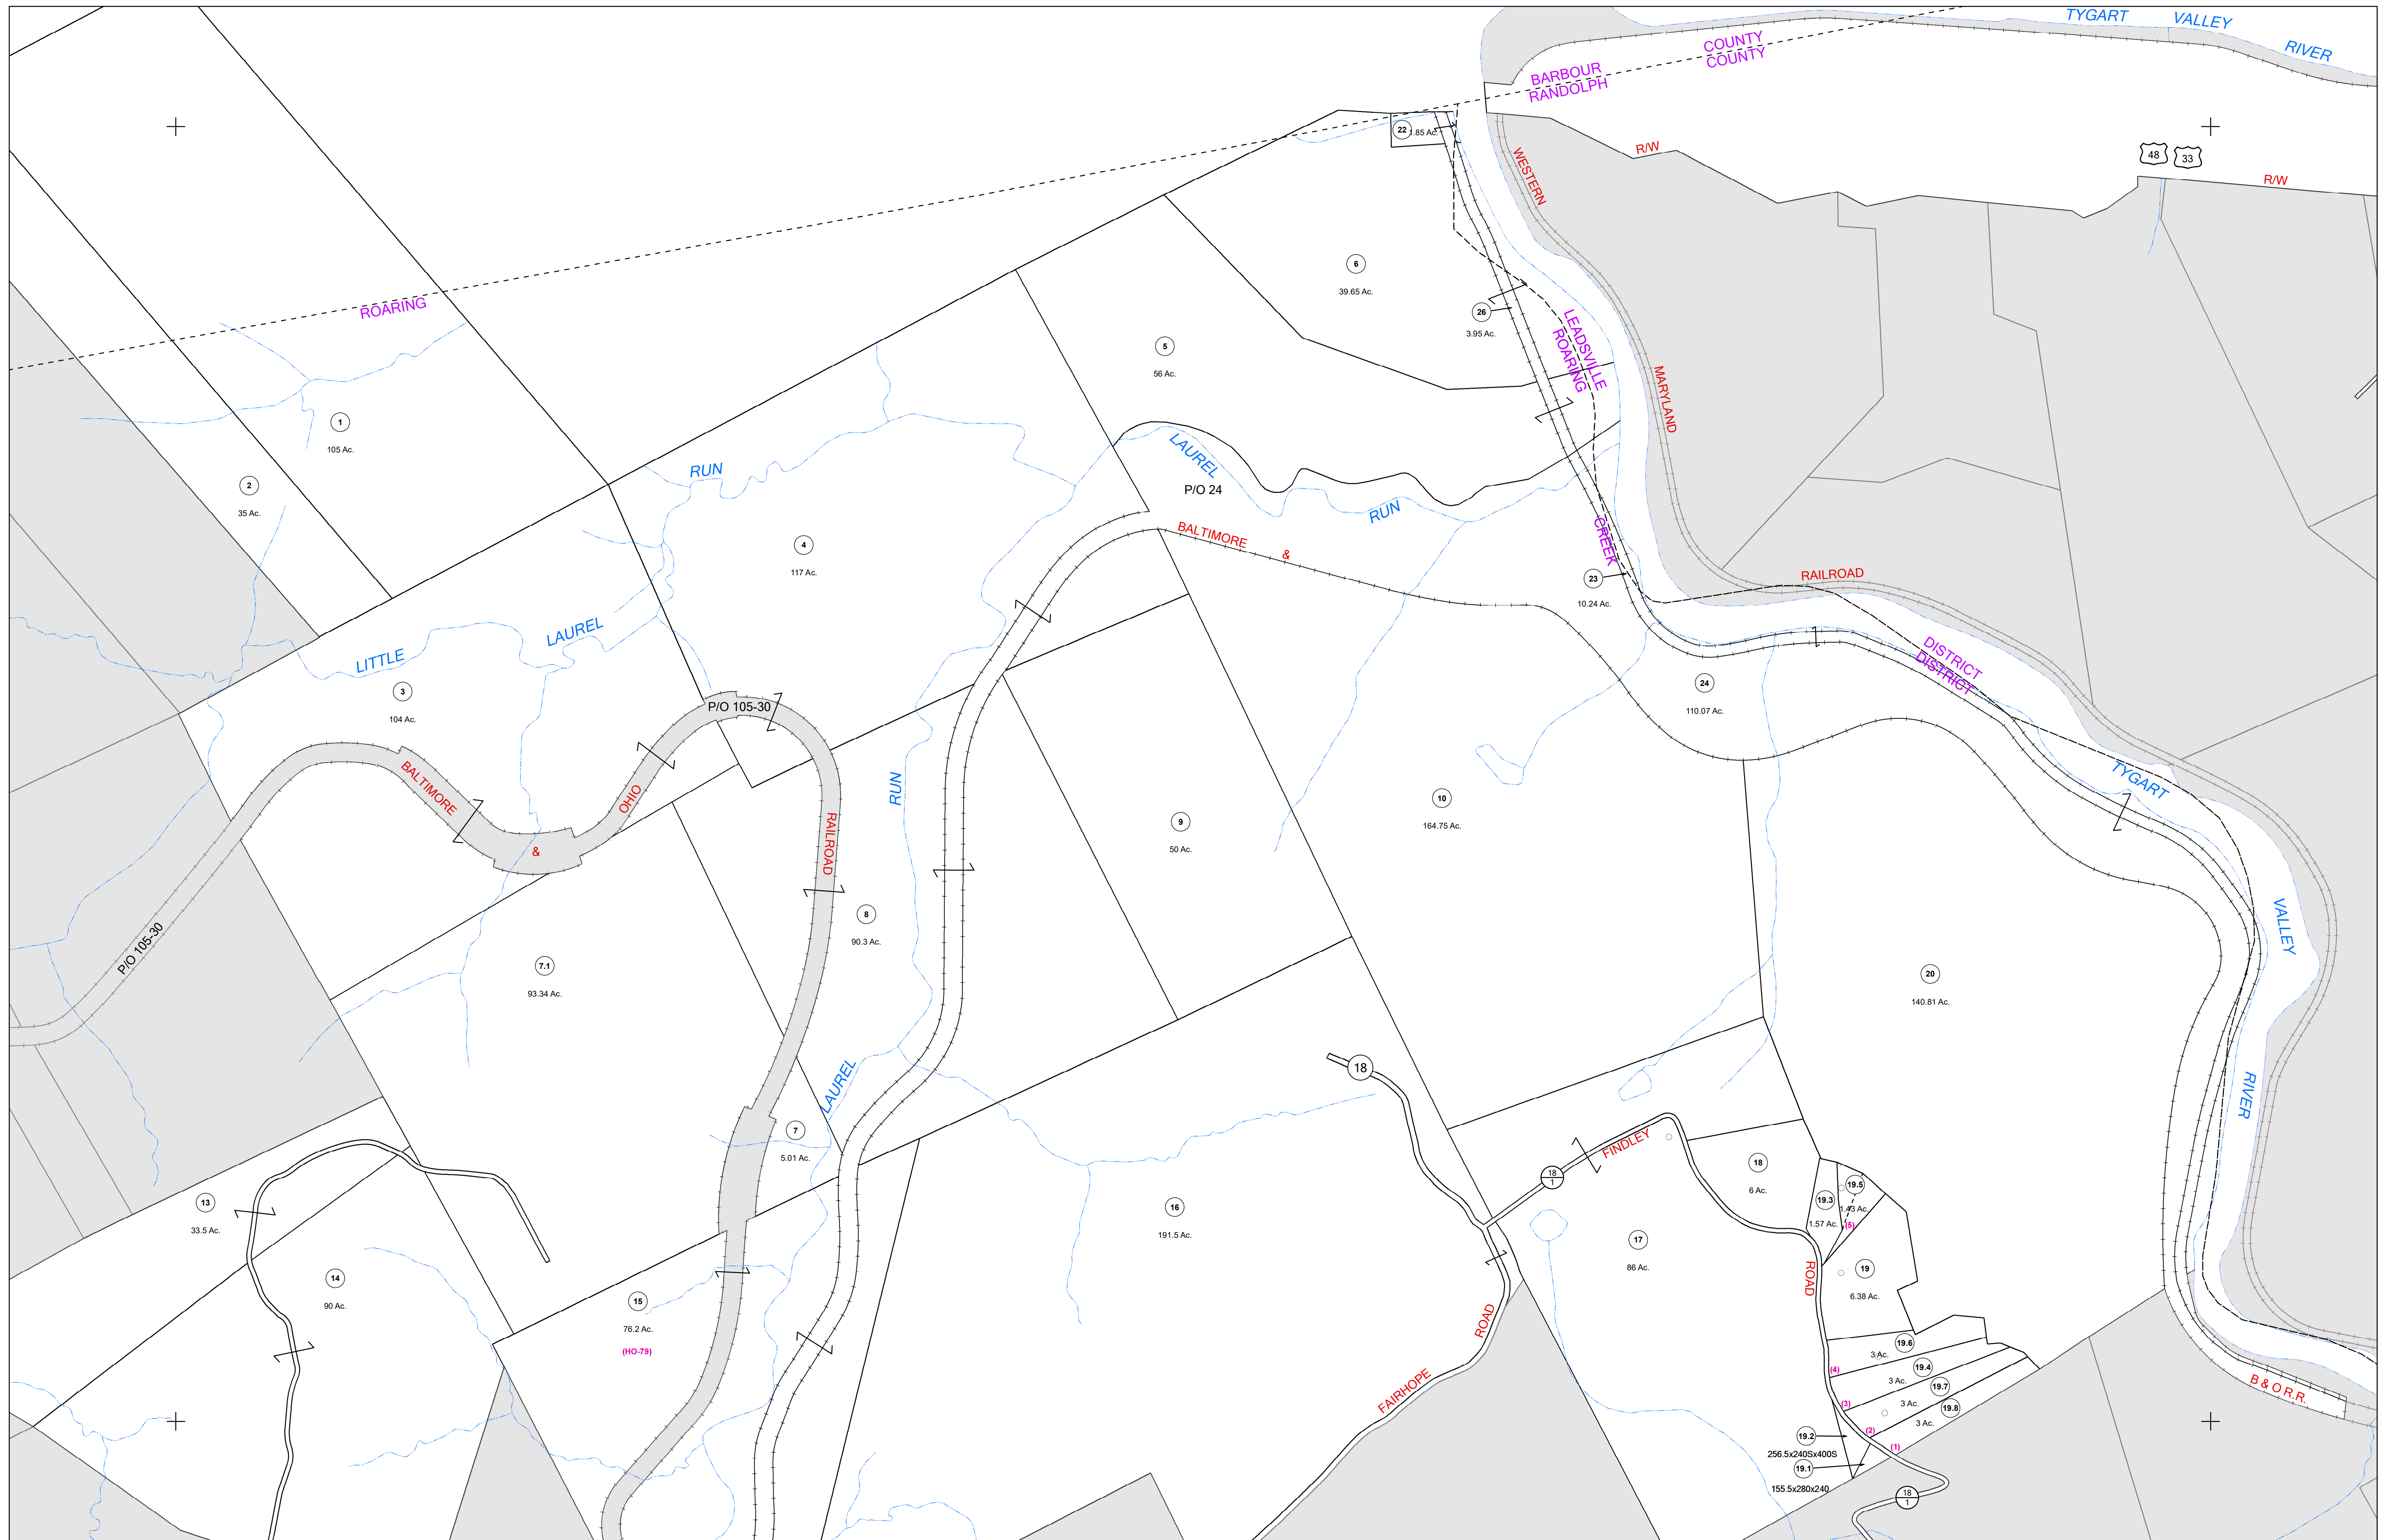 TYGART VALLEY RIVER
BARBOUR COUNTY
RANDOLPH COUNTY
22
1.85 Ac.
R/W
48
33
R/W
WESTERN
ROARING
6
39.65 Ac.
26
3.95 Ac.
LEADSVILLE
ROARING
5
56 Ac.
MARYLAND
1
105 Ac.
2
35 Ac.
RUN
LAUREL
P/O 24
RUN
BALTIMORE
&
CREEK
4
117 Ac.
23
10.24 Ac.
RAILROAD
LITTLE
LAUREL
DISTRICT
DISTRICT
3
104 Ac.
P/O 105-30
24
110.07 Ac.
BALTIMORE
&
OHIO
RAILROAD
RUN
TYGART
VALLEY
RIVER
9
50 Ac.
10
164.75 Ac.
8
90.3 Ac.
P/O 105-30
7.1
93.34 Ac.
20
140.81 Ac.
LAUREL
18
7
5.01 Ac.
FINDLEY
18
1
18
6 Ac.
19.3
1.57 Ac.
19.5
1.43 Ac.
(5)
13
33.5 Ac.
16
191.5 Ac.
17
86 Ac.
ROAD
19
6.38 Ac.
14
90 Ac.
15
76.2 Ac.
(HO-79)
ROAD
FAIRHOPE
19.6
3 Ac.
(4)
19.4
3 Ac.
19.7
(3)
3 Ac.
19.8
3 Ac.
(2)
(1)
B & O R.R.
19.2
256.5x240Sx400S
19.1
155.5x280x240
18
1